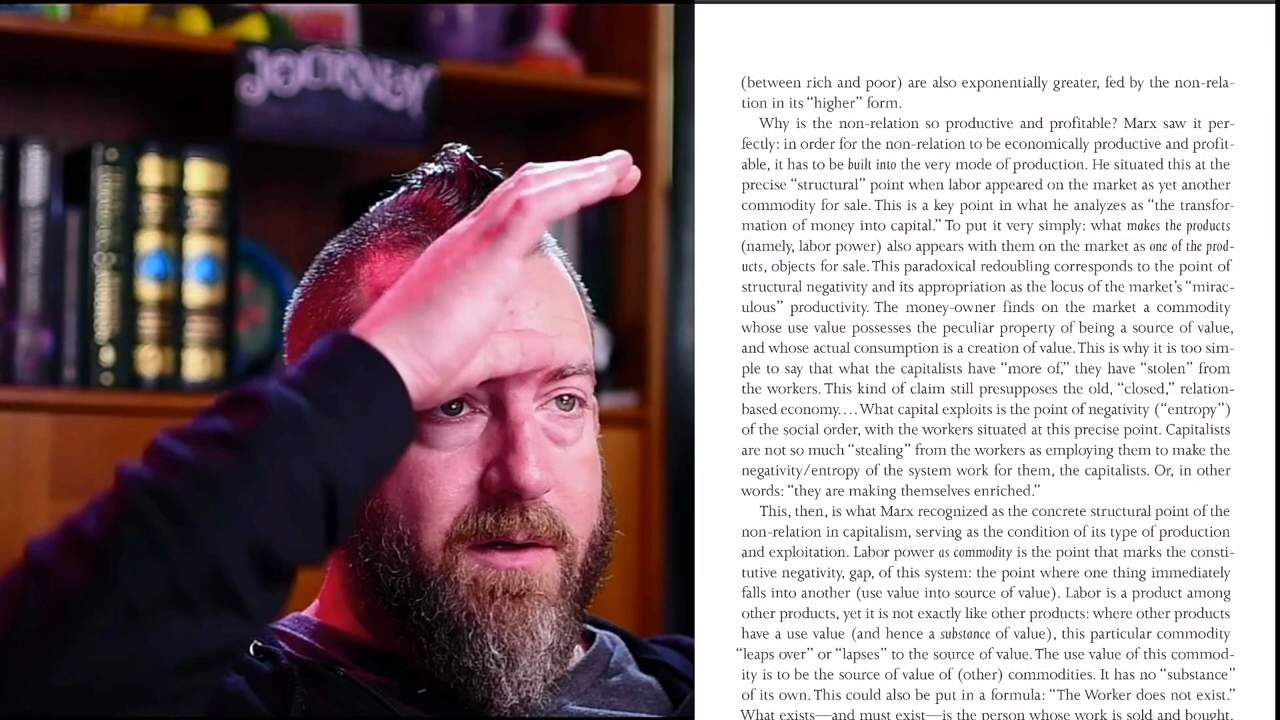 JOURNEY
(between rich and poor) are also exponentially greater, fed by the non-rela-
tion in its “higher” form.
Why is the non-relation so productive and profitable? Marx saw it per-
fectly: in order for the non-relation to be economically productive and profit-
able, it has to be built into the very mode of production. He situated this at the
precise “structural” point when labor appeared on the market as yet another
commodity for sale. This is a key point in what he analyzes as “the transfor-
mation of money into capital.” To put it very simply: what makes the products
(namely, labor power) also appears with them on the market as one of the prod-
ucts, objects for sale. This paradoxical redoubling corresponds to the point of
structural negativity and its appropriation as the locus of the market’s “mirac-
ulous” productivity. The money-owner finds on the market a commodity
whose use value possesses the peculiar property of being a source of value,
and whose actual consumption is a creation of value. This is why it is too sim-
ple to say that what the capitalists have “more of,” they have “stolen” from
the workers. This kind of claim still presupposes the old, “closed,” relation-
based economy.... What capital exploits is the point of negativity (“entropy”)
of the social order, with the workers situated at this precise point. Capitalists
are not so much “stealing” from the workers as employing them to make the
negativity/entropy of the system work for them, the capitalists. Or, in other
words: “they are making themselves enriched.”
This, then, is what Marx recognized as the concrete structural point of the
non-relation in capitalism, serving as the condition of its type of production
and exploitation. Labor power as commodity is the point that marks the consti-
tutive negativity, gap, of this system: the point where one thing immediately
falls into another (use value into source of value). Labor is a product among
other products, yet it is not exactly like other products: where other products
have a use value (and hence a substance of value), this particular commodity
“leaps over” or “lapses” to the source of value. The use value of this commod-
ity is to be the source of value of (other) commodities. It has no “substance”
of its own. This could also be put in a formula: “The Worker does not exist.”
What exists—and must exist—is the person whose work is sold and bought.